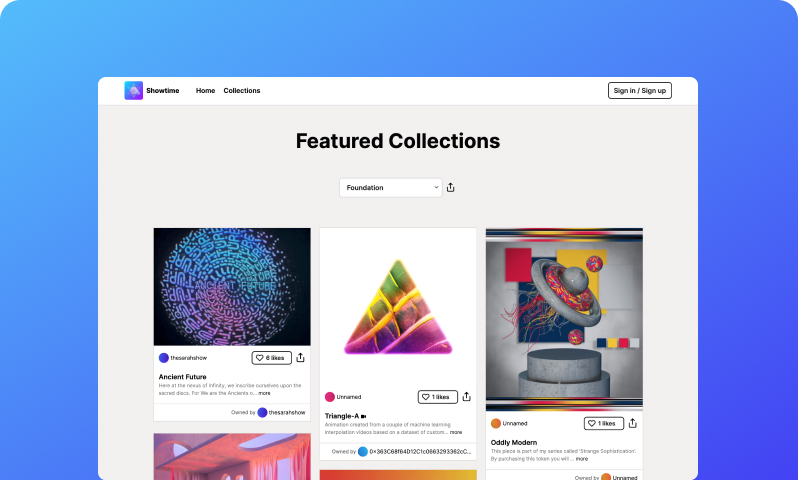 Showtime
Home
Collections
Sign in / Sign up
Featured Collections
Foundation
ANCIENT FUTURE
thesarahshow
6 likes
Ancient Future
Here at the nexus of infinity, we inscribe ourselves upon the
sacred discs. For We are the Ancients o... more
Owned by thesarahshow
Unnamed
1 likes
Triangle-A
Animation created from a couple of machine learning
interpolation videos based on a dataset of custom... more
Owned by 0x363C68f64D12C1c0663293362cC...
Unnamed
1 likes
Oddly Modern
This piece is part of my series called 'Strange Sophistication'.
By purchasing this token you will ... more
Owned by Unnamed